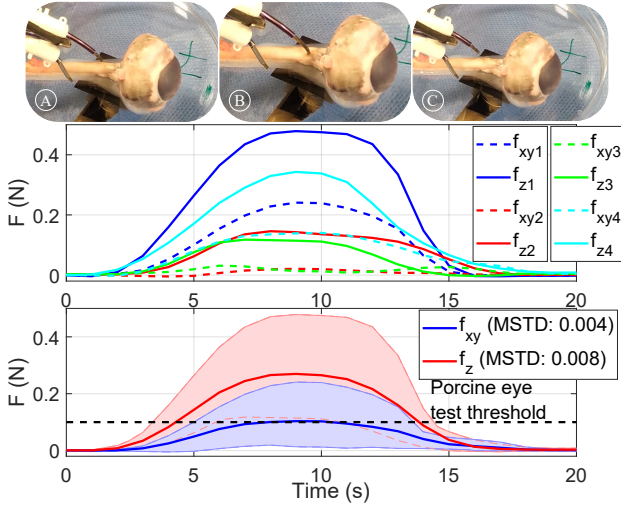 A B C
0.4
0.2
0
F (N)
f_xy1 f_xy3
f_z1 f_z3
f_xy2 f_xy4
f_z2 f_z4
0 5 10 15 20
0.4
0.2
0
F (N)
f_xy (MSTD: 0.004)
f_z (MSTD: 0.008)
Porcine eye
test threshold
0 5 10 15 20
Time (s)